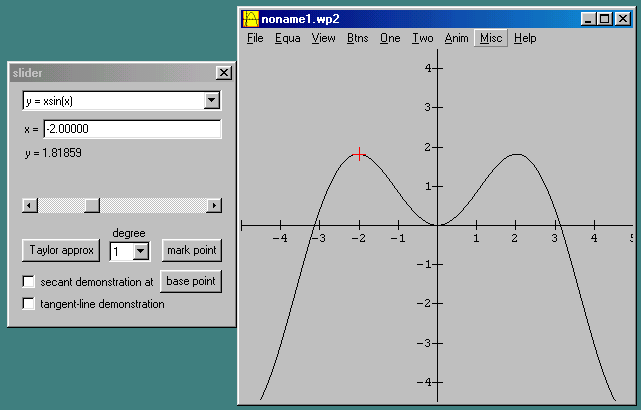 slider
y = xsin(x)
x = -2.00000
y = 1.81859
degree
Taylor approx 1 mark point
secant demonstration at base point
tangent-line demonstration
noname1.wp2
File Equa View Btns One Two Anim Misc Help
4
3
2
1
-4 -3 -2 -1 1 2 3 4 5
-1
-2
-3
-4